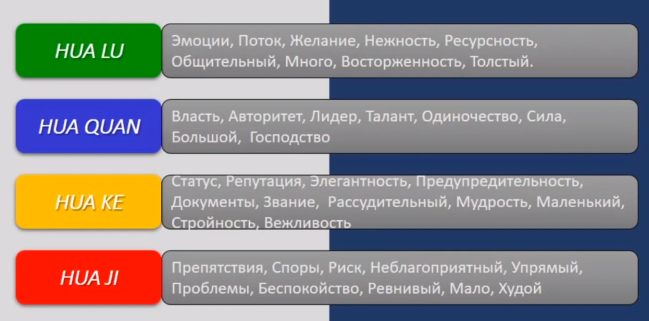 HUA LU
Эмоции, Поток, Желание, Нежность, Ресурсность,
Общительный, Много, Восторженность, Толстый.
HUA QUAN
Власть, Авторитет, Лидер, Талант, Одиночество, Сила,
Большой, Господство
HUA KE
Статус, Репутация, Элегантность, Предупредительность,
Документы, Звание, Рассудительный, Мудрость, Маленький,
Стройность, Вежливость
HUA JI
Препятствия, Споры, Риск, Неблагоприятный, Упрямый,
Проблемы, Беспокойство, Ревнивый, Мало, Худой